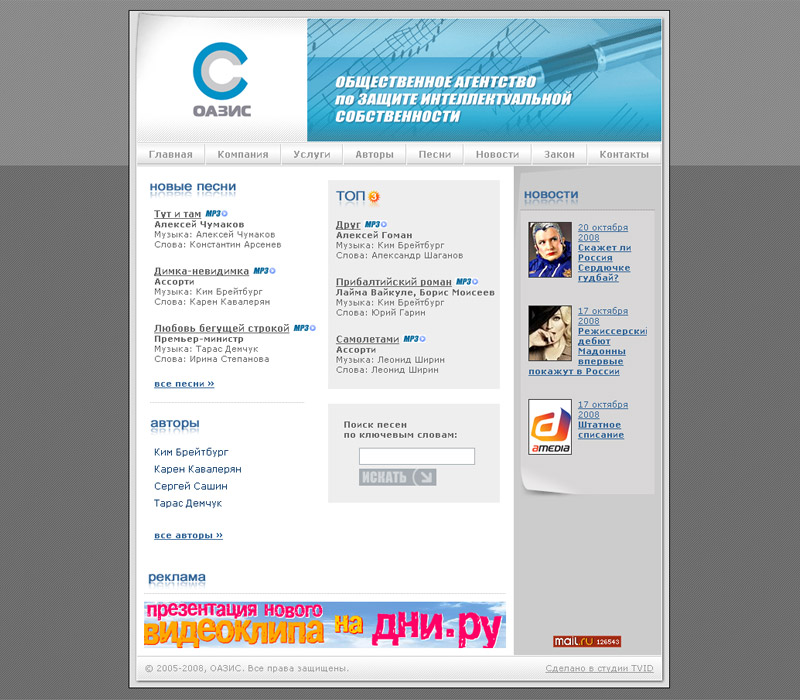 ОАЗИС
ОБЩЕСТВЕННОЕ АГЕНТСТВО
по ЗАЩИТЕ ИНТЕЛЛЕКТУАЛЬНОЙ
СОБСТВЕННОСТИ
Главная Компания Услуги Авторы Песни Новости Закон Контакты
новые песни
Тут и там MP3
Алексей Чумаков
Музыка: Алексей Чумаков
Слова: Константин Арсенев
Димка-невидимка MP3
Ассорти
Музыка: Ким Брейтбург
Слова: Карен Кавалерян
Любовь бегущей строкой MP3
Премьер-министр
Музыка: Тарас Демчук
Слова: Ирина Степанова
все песни »
авторы
Ким Брейтбург
Карен Кавалерян
Сергей Сашин
Тарас Демчук
все авторы »
ТОП 3
Друг MP3
Алексей Гоман
Музыка: Ким Брейтбург
Слова: Александр Шаганов
Прибалтийский роман MP3
Лайма Вайкуле, Борис Моисеев
Музыка: Ким Брейтбург
Слова: Юрий Гарин
Самолетами MP3
Ассорти
Музыка: Леонид Ширин
Слова: Леонид Ширин
Поиск песен
по ключевым словам:
ИСКАТЬ
новости
20 октября
2008
Скажет ли
Россия
Сердючке
гудбай?
17 октября
2008
Режиссерски
дебют
Мадонны
впервые
покажут в России
17 октября
2008
Штатное
списание
aMEDIA
реклама
презентация нового
видеоклипа на дни.ру
mail.ru 126543
© 2005-2008, ОАЗИС. Все права защищены.
Сделано в студии TVID